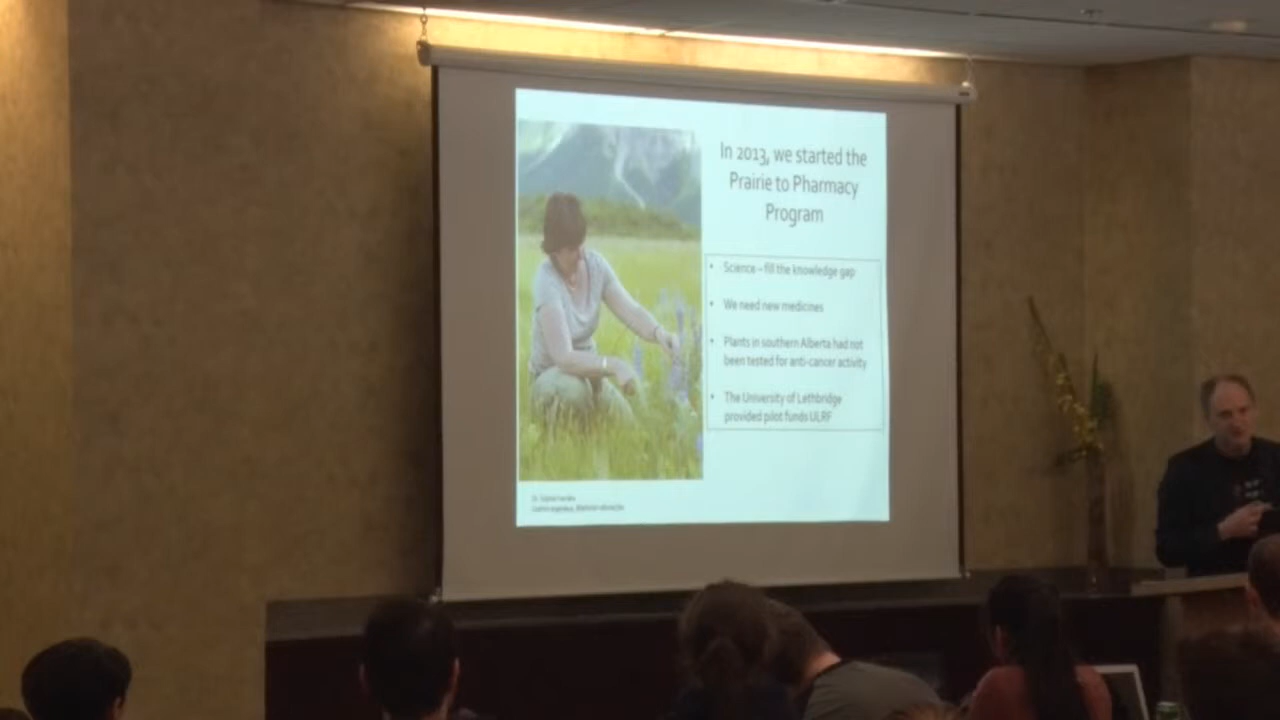 In 2013, we started the
Prairie to Pharmacy
Program
• Science – fill the knowledge gap
• We need new medicines
• Plants in southern Alberta had not
been tested for anti-cancer activity
• The University of Lethbridge
provided pilot funds ULRF
Dr.